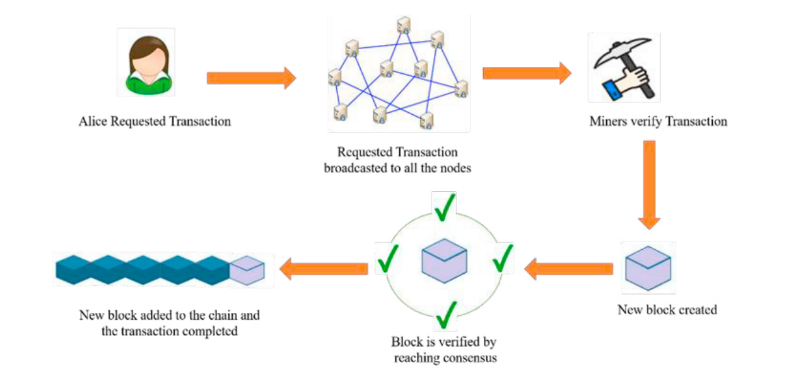 Alice Requested Transaction
Requested Transaction
broadcasted to all the nodes
Miners verify Transaction
New block created
Block is verified by
reaching consensus
New block added to the chain and
the transaction completed